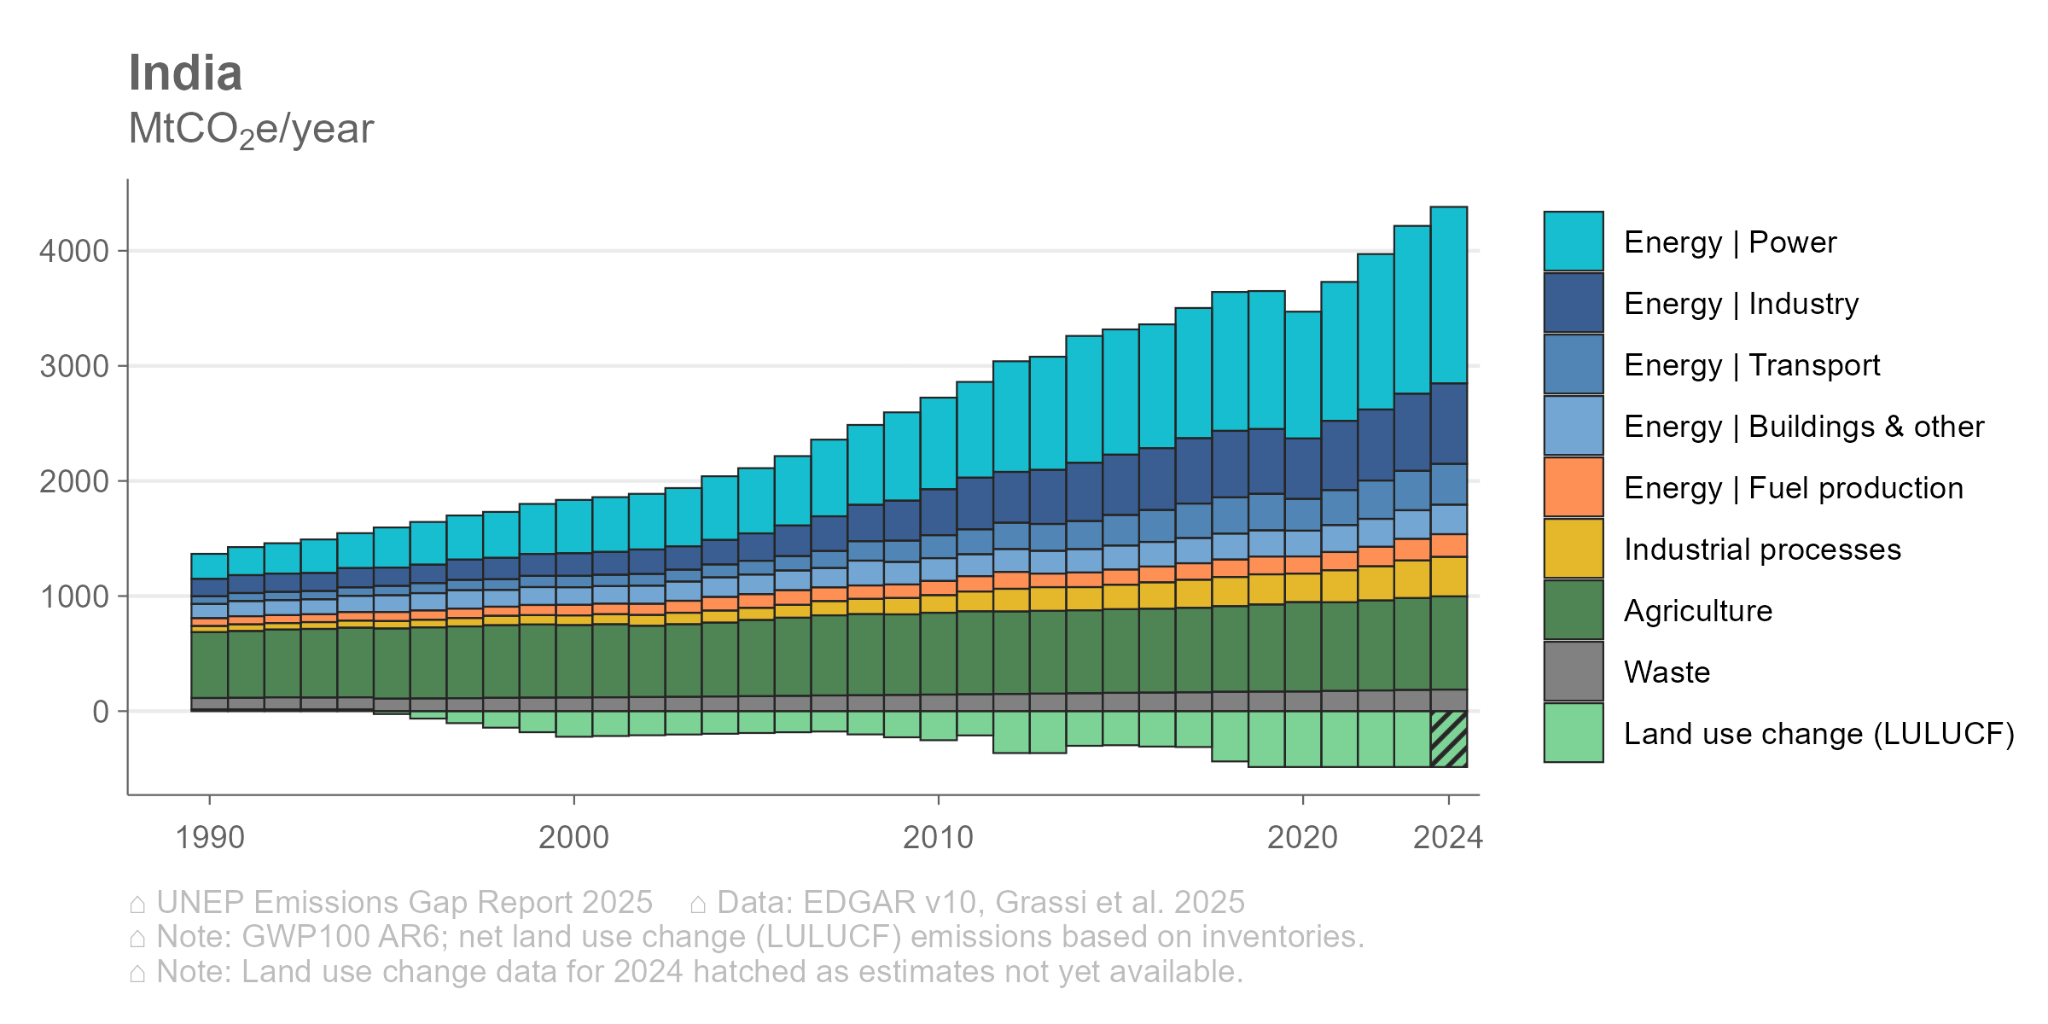 India
MtCO₂e/year
4000
3000
2000
1000
0
1990 2000 2010 2020 2024
Energy | Power
Energy | Industry
Energy | Transport
Energy | Buildings & other
Energy | Fuel production
Industrial processes
Agriculture
Waste
Land use change (LULUCF)
⌂ UNEP Emissions Gap Report 2025 ⌂ Data: EDGAR v10, Grassi et al. 2025
⌂ Note: GWP100 AR6; net land use change (LULUCF) emissions based on inventories.
⌂ Note: Land use change data for 2024 hatched as estimates not yet available.